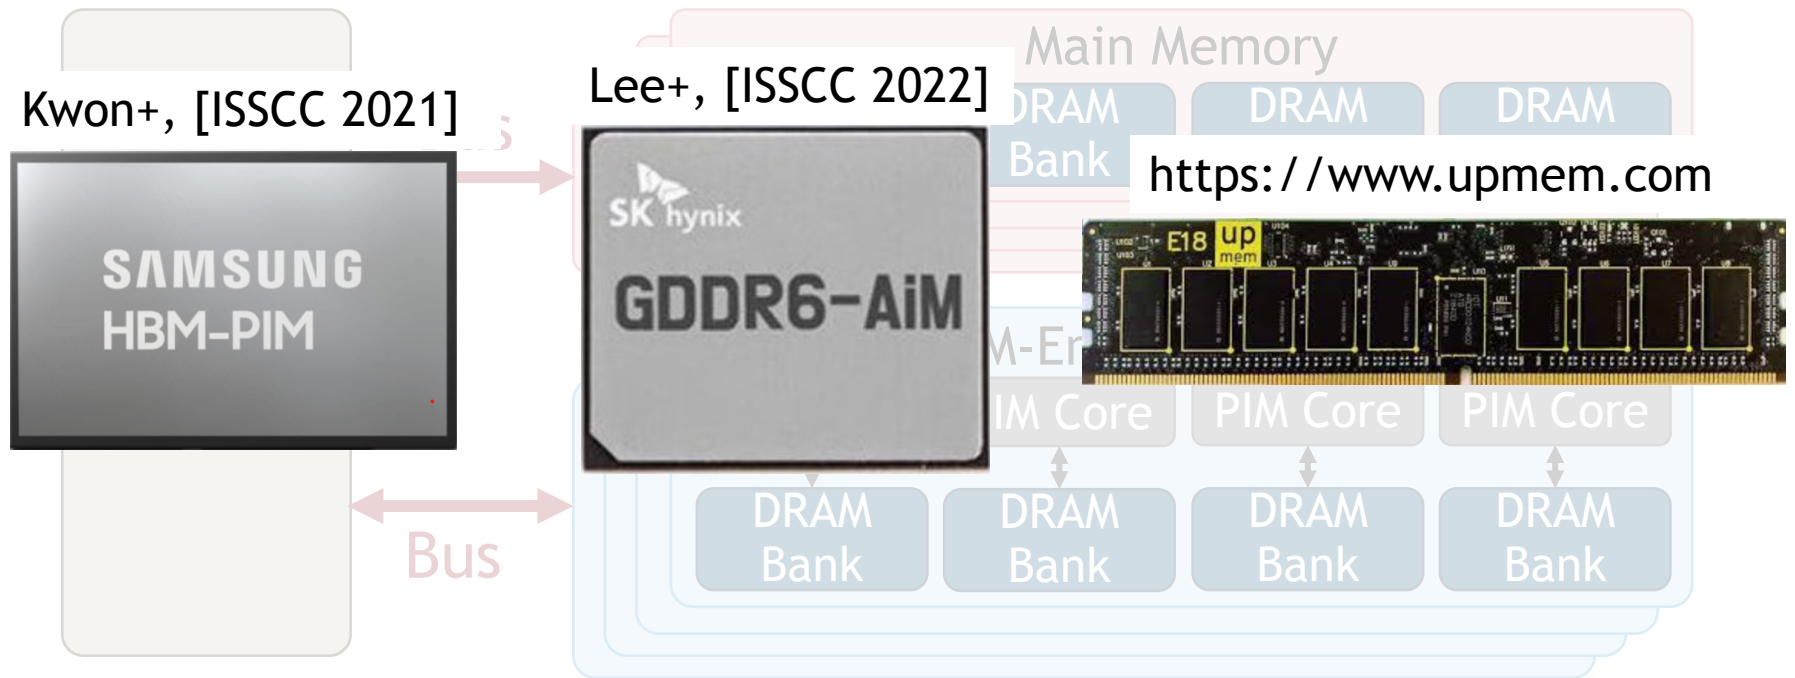 Main Memory
Kwon+, [ISSCC 2021]
Lee+, [ISSCC 2022]
DRAM
Bank
DRAM
DRAM
https://www.upmem.com
SAMSUNG
HBM-PIM
SK hynix
GDDR6-AiM
E18
up
mem
PIM Core
PIM Core
Bus
DRAM
Bank
DRAM
Bank
DRAM
Bank
DRAM
Bank